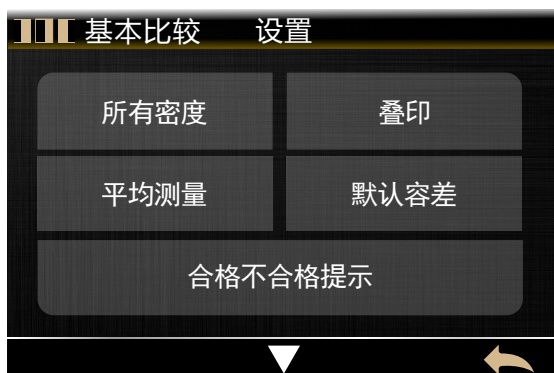 基本比较 设置
所有密度 叠印
平均测量 默认容差
合格不合格提示